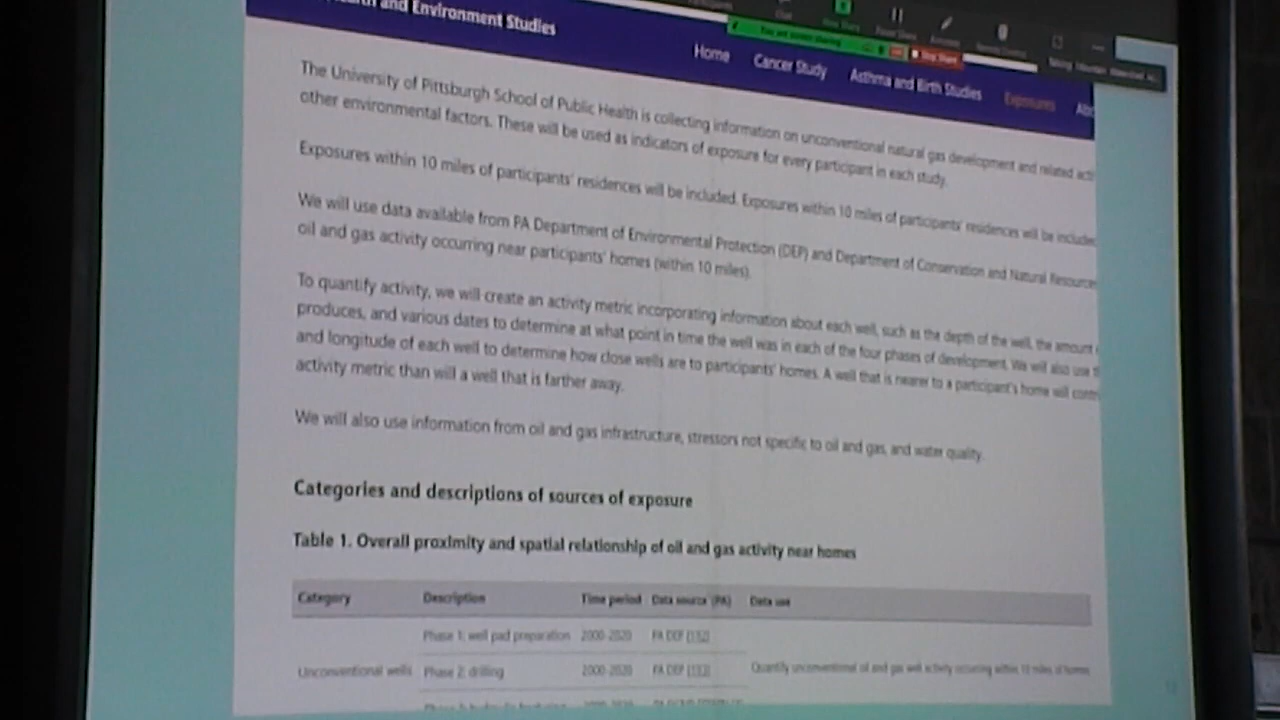 and Environment Studies
Stop Share
Home Cancer Study Asthma and Birth Studies Exposures
The University of Pittsburgh School of Public Health is collecting information on unconventional natural gas development and related
other environmental factors. These will be used as indicators of exposure for every participant in each study.
Exposures within 10 miles of participants' residences will be included. Exposures within 10 miles of participants' residences will be
We will use data available from PA Department of Environmental Protection (DEP) and Department of Conservation and Natural
oil and gas activity occurring near participants' homes (within 10 miles).
To quantify activity, we will create an activity metric incorporating information about each well, such as the depth of the well, the amount
produces, and various dates to determine at what point in time the well was in each of the four phases of development. We will also use
and longitude of each well to determine how close wells are to participants' homes. A well that is nearer to a participant's home will
activity metric than will a well that is farther away.
We will also use information from oil and gas infrastructure, stressors not specific to oil and gas, and water quality.
Categories and descriptions of sources of exposure
Table 1. Overall proximity and spatial relationship of oil and gas activity near homes
Category Description Time period Data source (PA) Data use
Phase 1: well pad preparation 2000-2020 PA DEP
Unconventional wells Phase 2: drilling 2000-2020 PA DEP Quantify unconventional oil and gas well activity occurring within 10 miles of homes